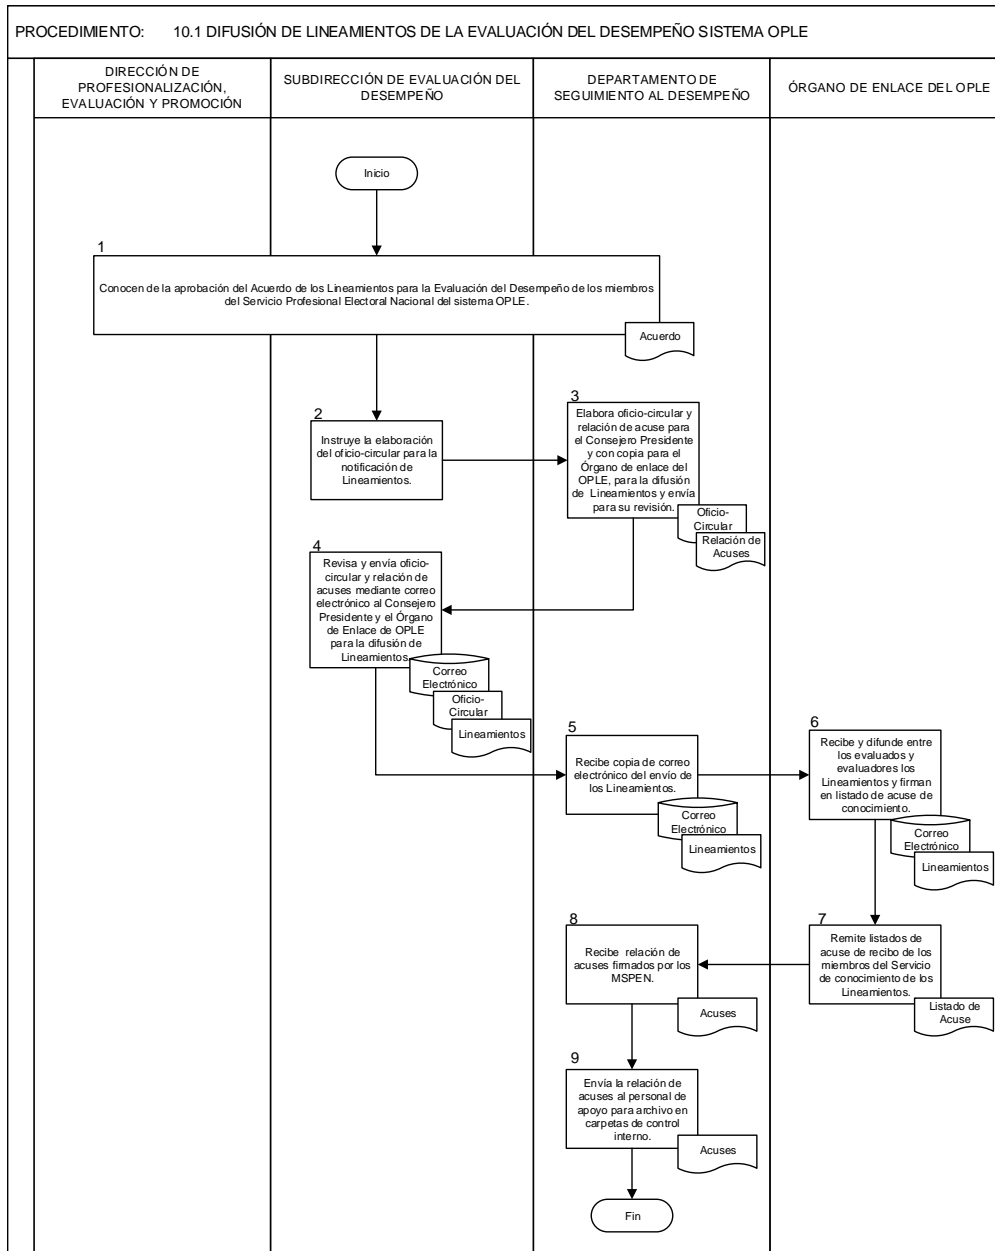 PROCEDIMIENTO: 10.1 DIFUSIÓN DE LINEAMIENTOS DE LA EVALUACIÓN DEL DESEMPEÑO SISTEMA OPLE
DIRECCIÓN DE
PROFESIONALIZACIÓN,
EVALUACIÓN Y PROMOCIÓN
SUBDIRECCIÓN DE EVALUACIÓN DEL
DESEMPEÑO
DEPARTAMENTO DE
SEGUIMIENTO AL DESEMPEÑO
ÓRGANO DE ENLACE DEL OPLE
Inicio
1
Conocen de la aprobación del Acuerdo de los Lineamientos para la Evaluación del Desempeño de los miembros
del Servicio Profesional Electoral Nacional del sistema OPLE.
Acuerdo
2
Instruye la elaboración
del oficio-circular para la
notificación de
Lineamientos.
3
Elabora oficio-circular y
relación de acuse para
el Consejero Presidente
y con copia para el
Órgano de enlace del
OPLE, para la difusión
de Lineamientos y envía
para su revisión.
Oficio-
Circular
Relación de
Acuses
4
Revisa y envía oficio-
circular y relación de
acuses mediante correo
electrónico al Consejero
Presidente y el Órgano
de Enlace de OPLE
para la difusión de
Lineamientos.
Correo
Electrónico
Oficio-
Circular
Lineamientos
5
Recibe copia de correo
electrónico del envío de
los Lineamientos.
Correo
Electrónico
Lineamientos
6
Recibe y difunde entre
los evaluados y
evaluadores los
Lineamientos y firman
en listado de acuse de
conocimiento.
Correo
Electrónico
Lineamientos
7
Remite listados de
acuse de recibo de los
miembros del Servicio
de conocimiento de los
Lineamientos.
Listado de
Acuse
8
Recibe relación de
acuses firmados por los
MSPEN.
Acuses
9
Envía la relación de
acuses al personal de
apoyo para archivo en
carpetas de control
interno.
Acuses
Fin